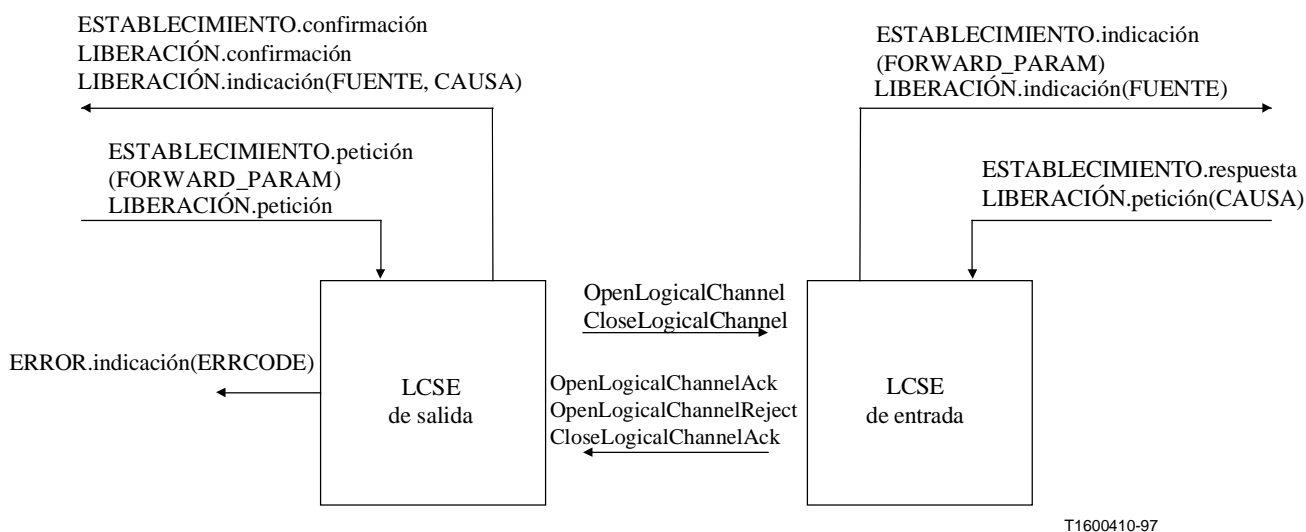 ESTABLECIMIENTO.confirmación
LIBERACIÓN.confirmación
LIBERACIÓN.indicación(FUENTE, CAUSA)
ESTABLECIMIENTO.petición
(FORWARD_PARAM)
LIBERACIÓN.petición
ESTABLECIMIENTO.indicación
(FORWARD_PARAM)
LIBERACIÓN.indicación(FUENTE)
ESTABLECIMIENTO.respuesta
LIBERACIÓN.petición(CAUSA)
ERROR.indicación(ERRCODE)
LCSE
de salida
OpenLogicalChannel
CloseLogicalChannel
OpenLogicalChannelAck
OpenLogicalChannelReject
CloseLogicalChannelAck
LCSE
de entrada
T1600410-97